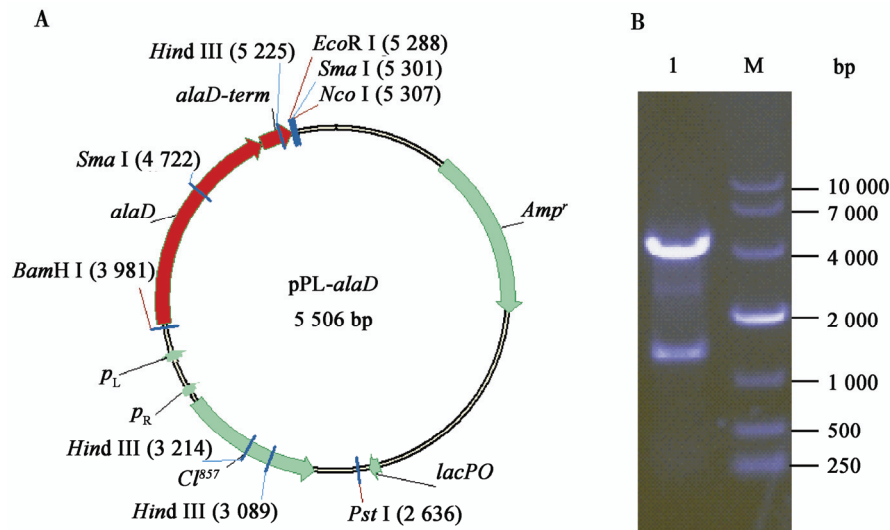 A
Hind III (5 225)
EcoR I (5 288)
Sma I (5 301)
Nco I (5 307)
alaD-term
Sma I (4 722)
alaD
BamH I (3 981)
pL
pR
Hind III (3 214)
Cl857
Hind III (3 089)
Pst I (2 636)
lacPO
Ampr
pPL-alaD
5 506 bp
B
1 M bp
10 000
7 000
4 000
2 000
1 000
500
250